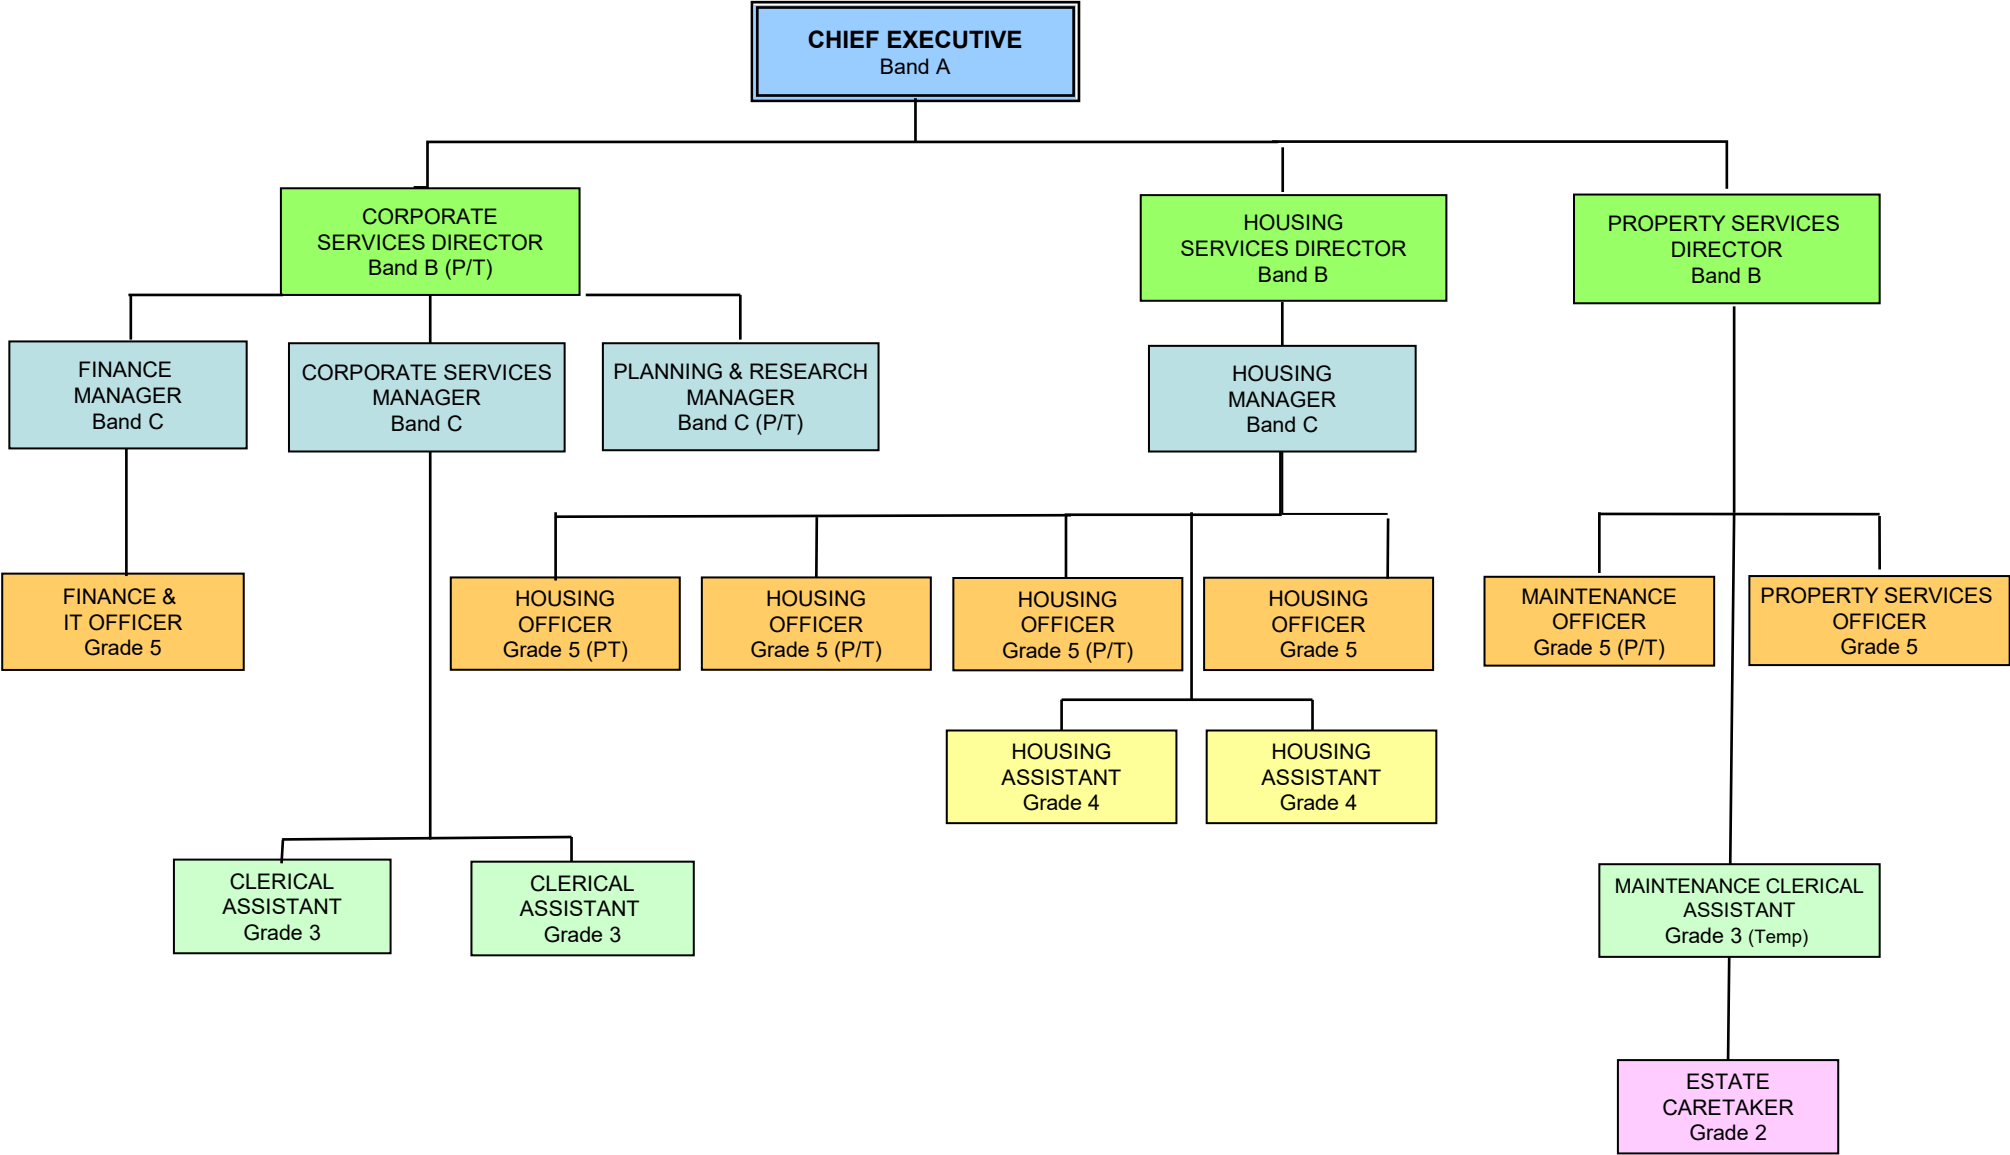 CHIEF EXECUTIVE
Band A
CORPORATE
SERVICES DIRECTOR
Band B (P/T)
HOUSING
SERVICES DIRECTOR
Band B
PROPERTY SERVICES
DIRECTOR
Band B
FINANCE
MANAGER
Band C
CORPORATE SERVICES
MANAGER
Band C
PLANNING & RESEARCH
MANAGER
Band C (P/T)
HOUSING
MANAGER
Band C
FINANCE &
IT OFFICER
Grade 5
HOUSING
OFFICER
Grade 5 (PT)
HOUSING
OFFICER
Grade 5 (P/T)
HOUSING
OFFICER
Grade 5 (P/T)
HOUSING
OFFICER
Grade 5
MAINTENANCE
OFFICER
Grade 5 (P/T)
PROPERTY SERVICES
OFFICER
Grade 5
HOUSING
ASSISTANT
Grade 4
HOUSING
ASSISTANT
Grade 4
CLERICAL
ASSISTANT
Grade 3
CLERICAL
ASSISTANT
Grade 3
MAINTENANCE CLERICAL
ASSISTANT
Grade 3 (Temp)
ESTATE
CARETAKER
Grade 2